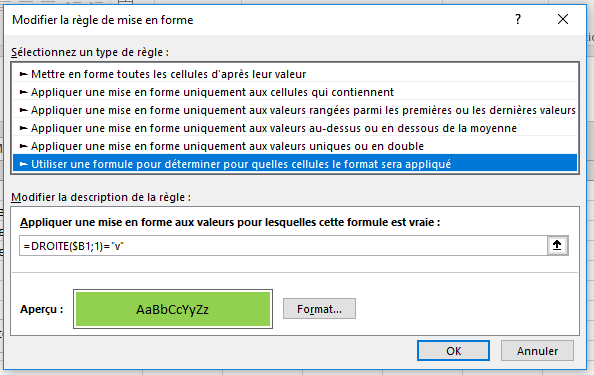 Modifier la règle de mise en forme
?
Sélectionnez un type de règle :
► Mettre en forme toutes les cellules d'après leur valeur
► Appliquer une mise en forme uniquement aux cellules qui contiennent
► Appliquer une mise en forme uniquement aux valeurs rangées parmi les premières ou les dernières valeurs
► Appliquer une mise en forme uniquement aux valeurs au-dessus ou en dessous de la moyenne
► Appliquer une mise en forme uniquement aux valeurs uniques ou en double
► Utiliser une formule pour déterminer pour quelles cellules le format sera appliqué
Modifier la description de la règle :
Appliquer une mise en forme aux valeurs pour lesquelles cette formule est vraie :
=DROITE($B1;1)="v"
Aperçu :
AaBbCcYyZz
Format...
OK
Annuler